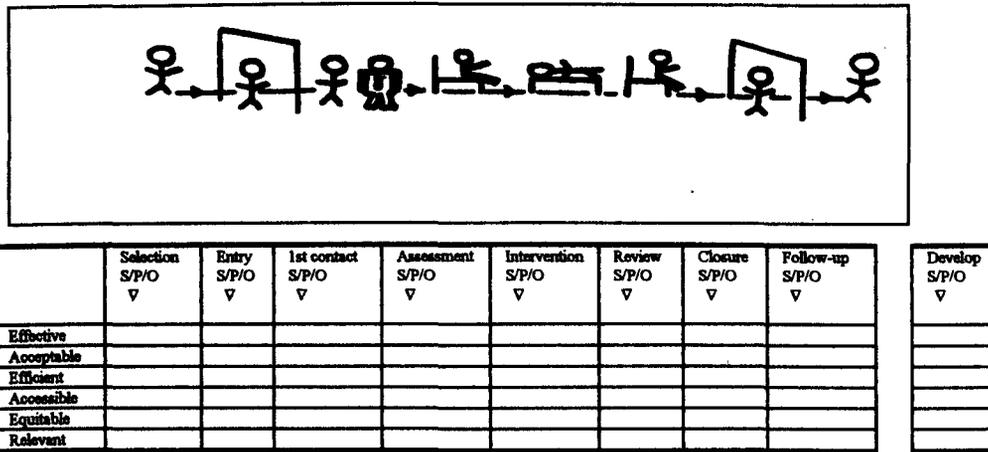 Selection Entry 1st contact Assessment Intervention Review Closure Follow-up Develop
S/P/O S/P/O S/P/O S/P/O S/P/O S/P/O S/P/O S/P/O S/P/O
▽ ▽ ▽ ▽ ▽ ▽ ▽ ▽ ▽
Effective
Acceptable
Efficient
Accessible
Equitable
Relevant